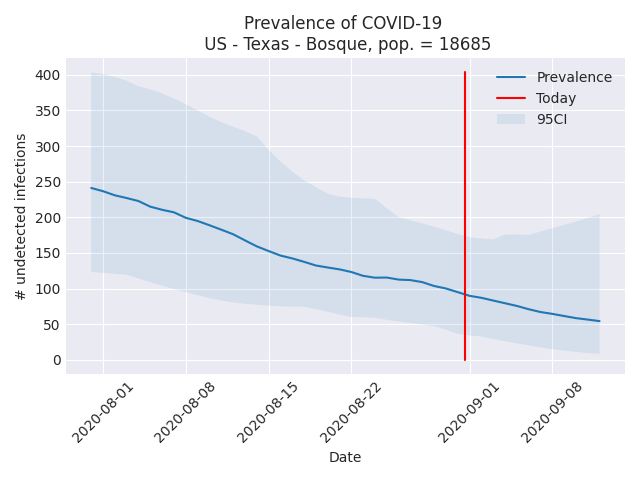 Prevalence of COVID-19
US - Texas - Bosque, pop. = 18685
# undetected infections
400
350
300
250
200
150
100
50
0
Prevalence
Today
95CI
2020-08-01
2020-08-08
2020-08-15
2020-08-22
2020-09-01
2020-09-08
Date